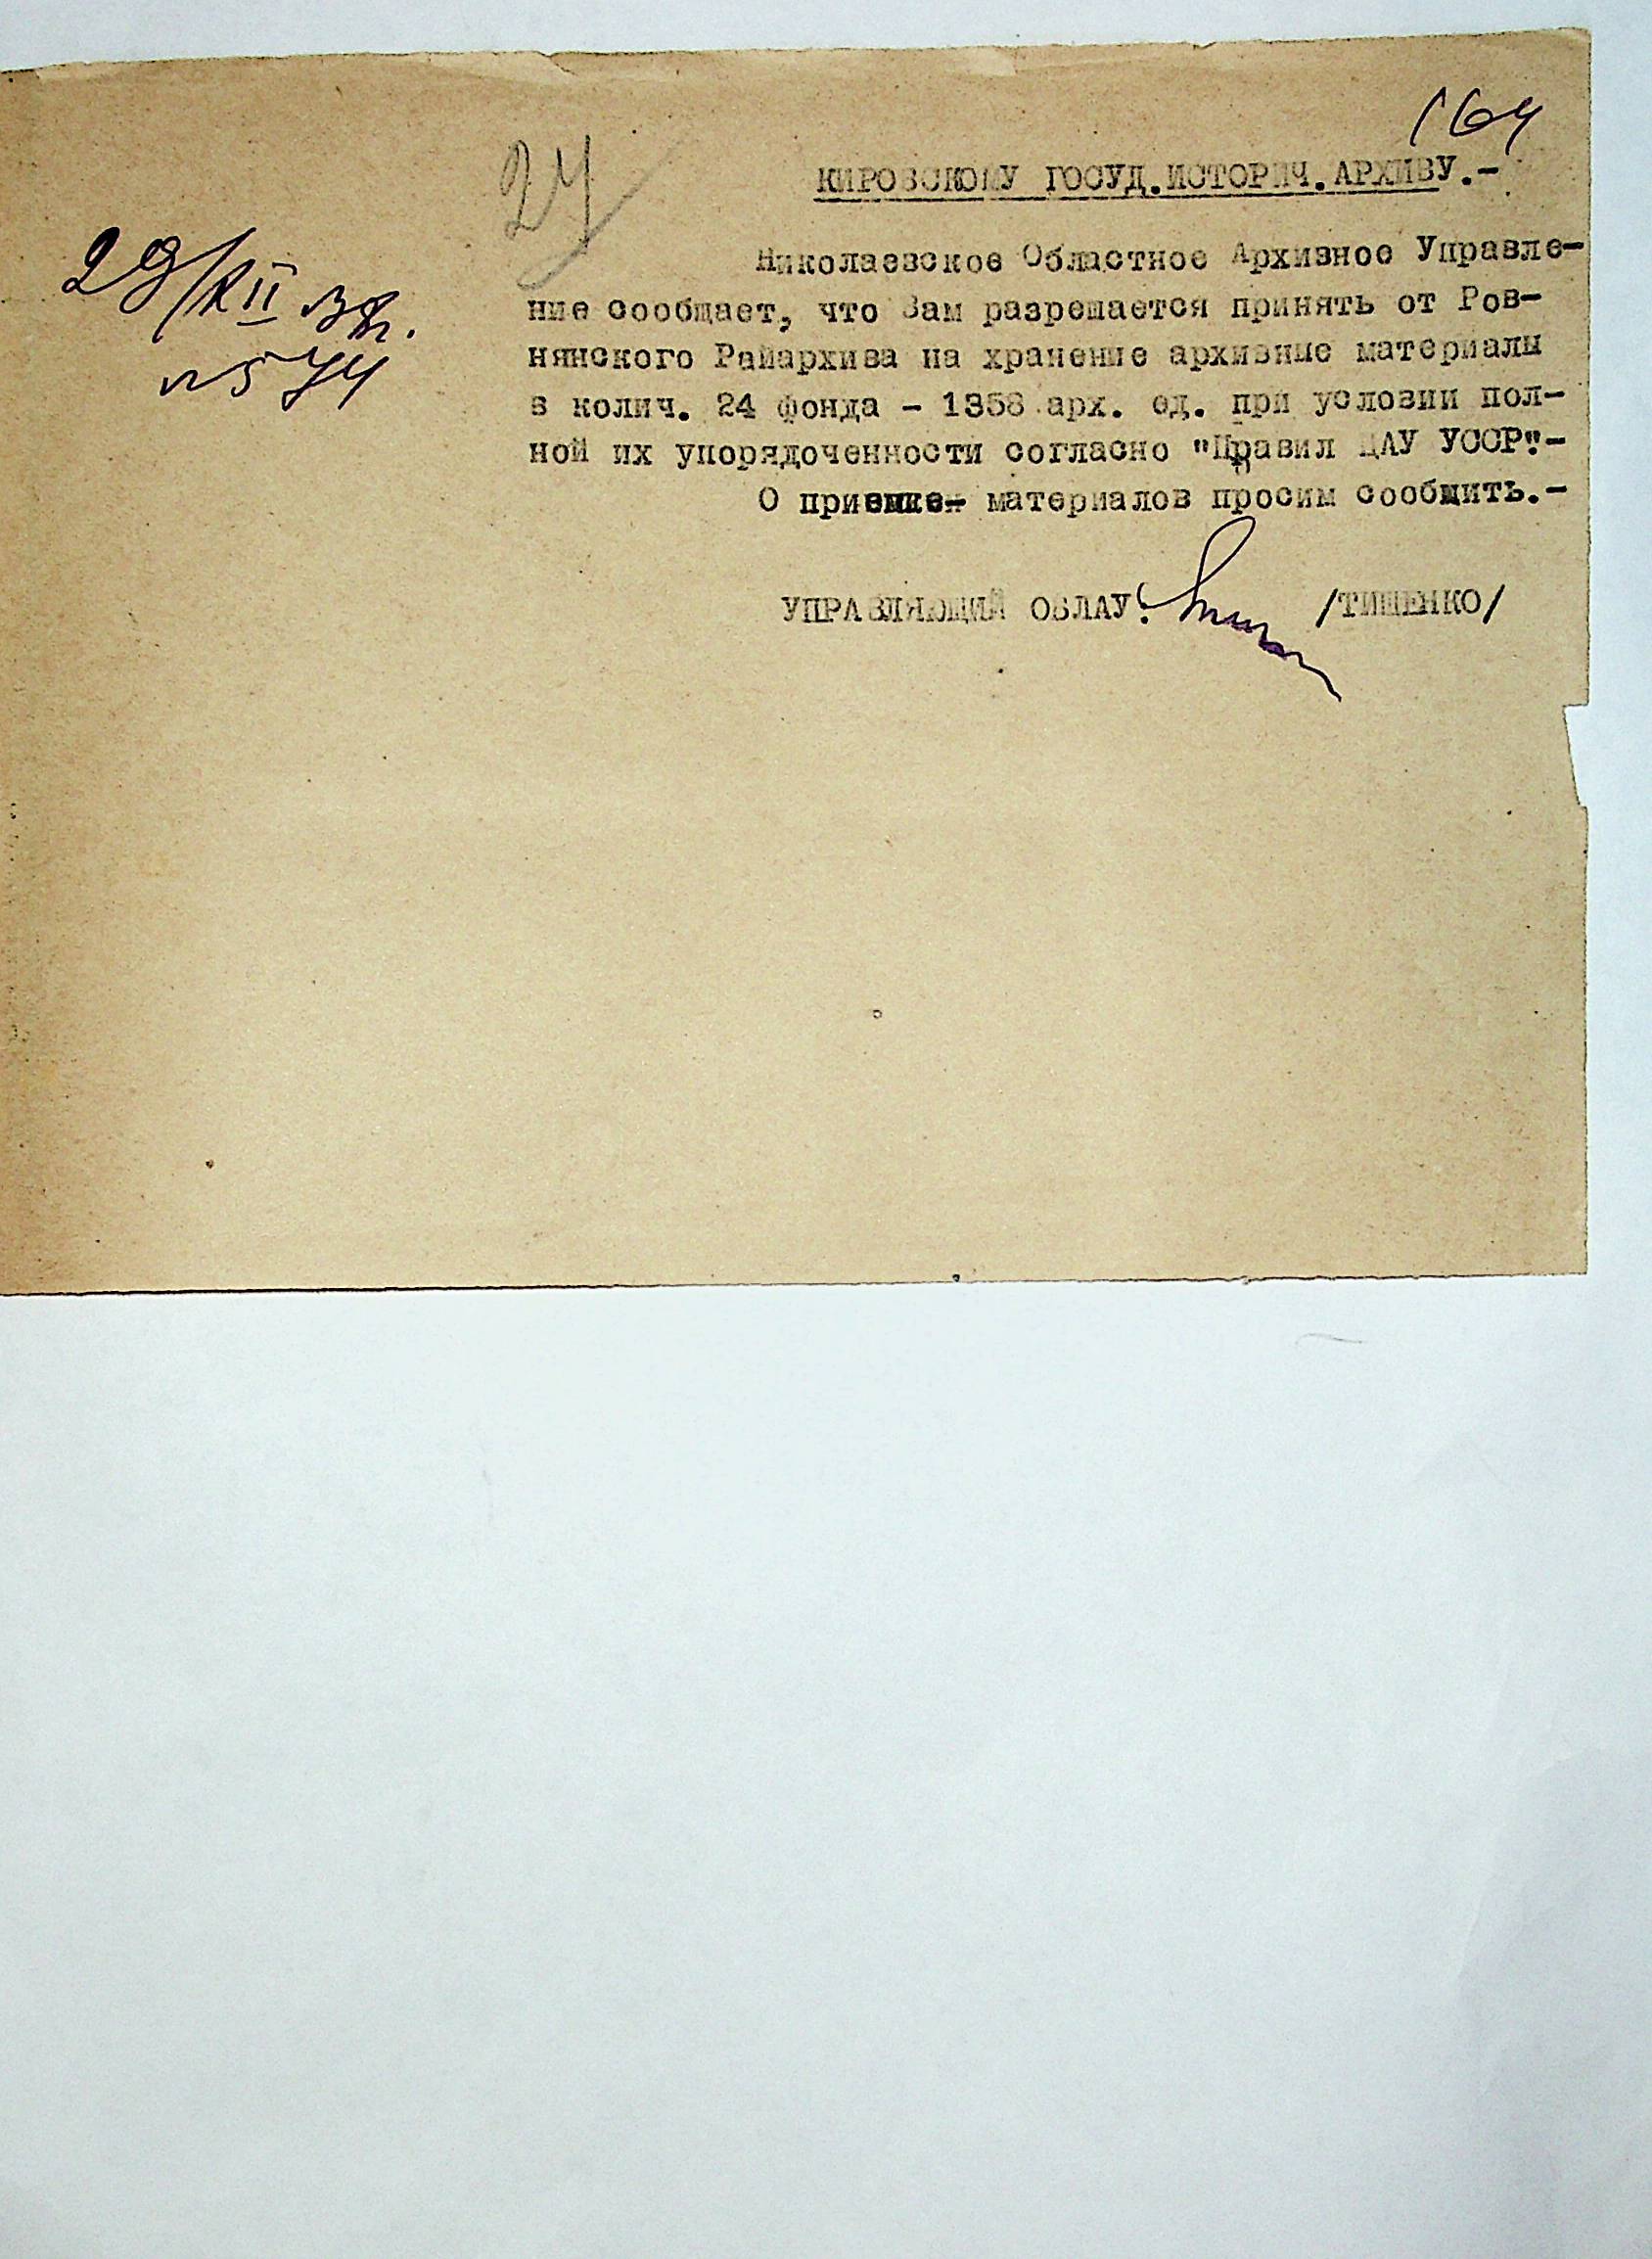 164
24
КИРОВСКОМУ ГОСУД.ИСТОРИЧ.АРХИВУ.-
29/XII 38г.
№574
Николаевское Областное Архивное Управле-
ние сообщает, что Вам разрешается принять от Ров-
нянского Райархива на хранение архивные материалы
в колич. 24 фонда - 1358 арх. ед. при условии пол-
ной их упорядоченности согласно "Правил ЦАУ УССР".-
О приемке материалов просим сообщить.-
УПРАВЛЯЮЩИЙ ОБЛАУ: /ТИЩЕНКО/